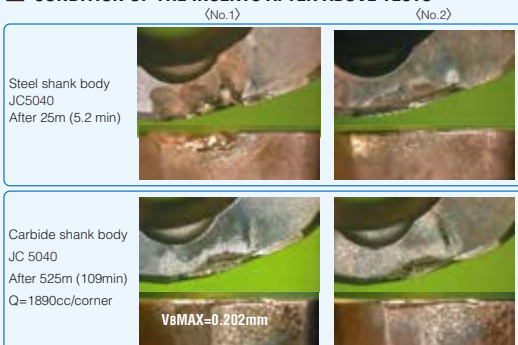 CONDITION OF THE INSERTS AFTER ABOVE TESTS
〈No.1〉 〈No.2〉
Steel shank body
JC5040
After 25m (5.2 min)
Carbide shank body
JC 5040
After 525m (109min)
Q=1890cc/corner
VBMAX=0.202mm